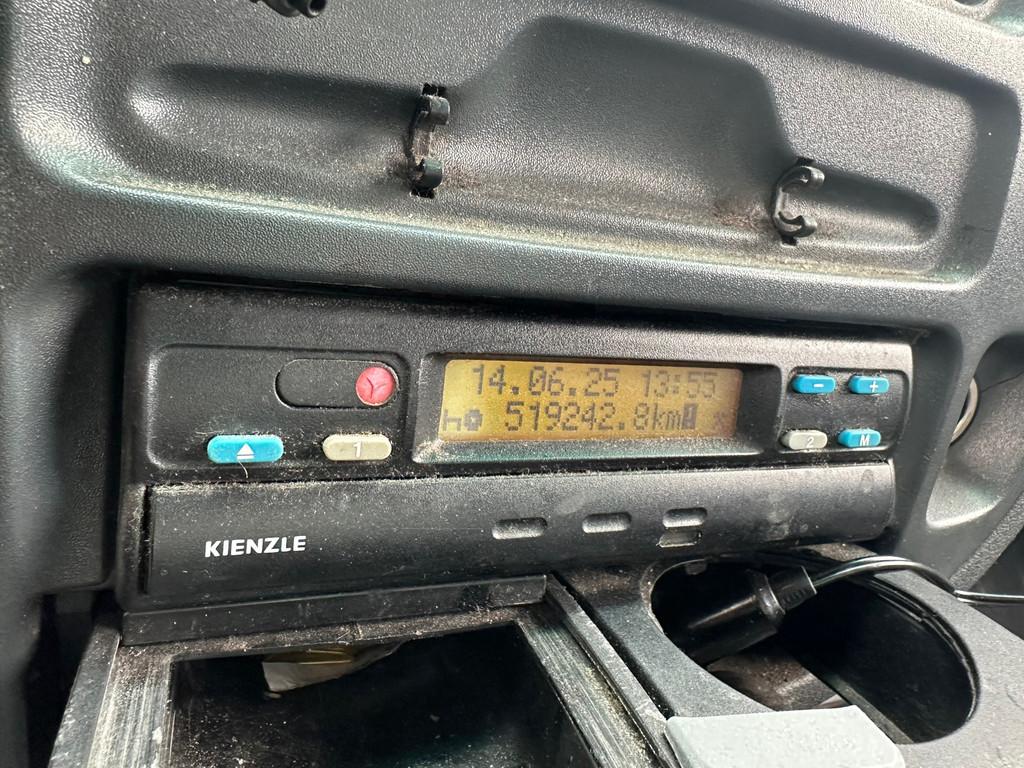 14.06.25 13:55
519242.8km
1
- +
2 M
KIENZLE